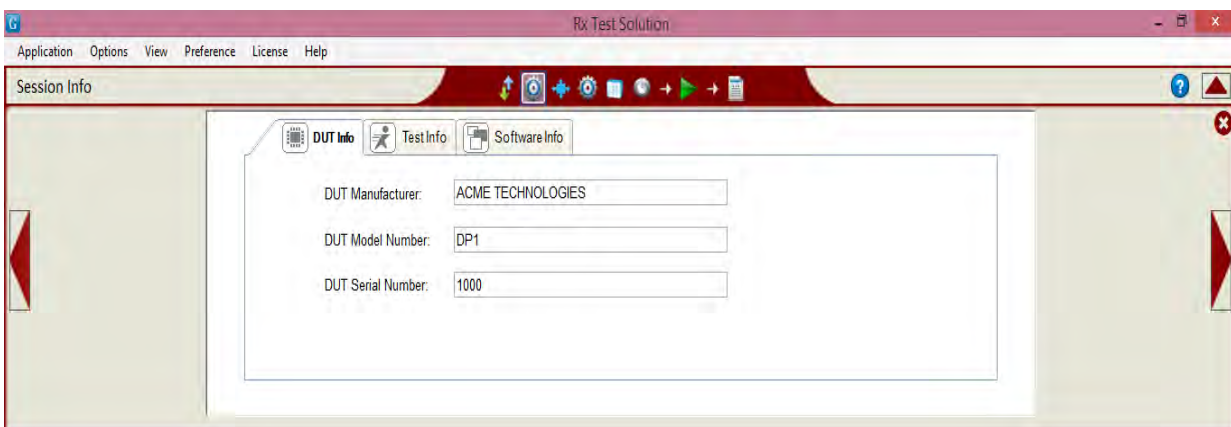 G Rx Test Solution
Application Options View Preference License Help
Session Info
?
DUT Info Test Info Software Info
DUT Manufacturer: ACME TECHNOLOGIES
DUT Model Number: DP1
DUT Serial Number: 1000